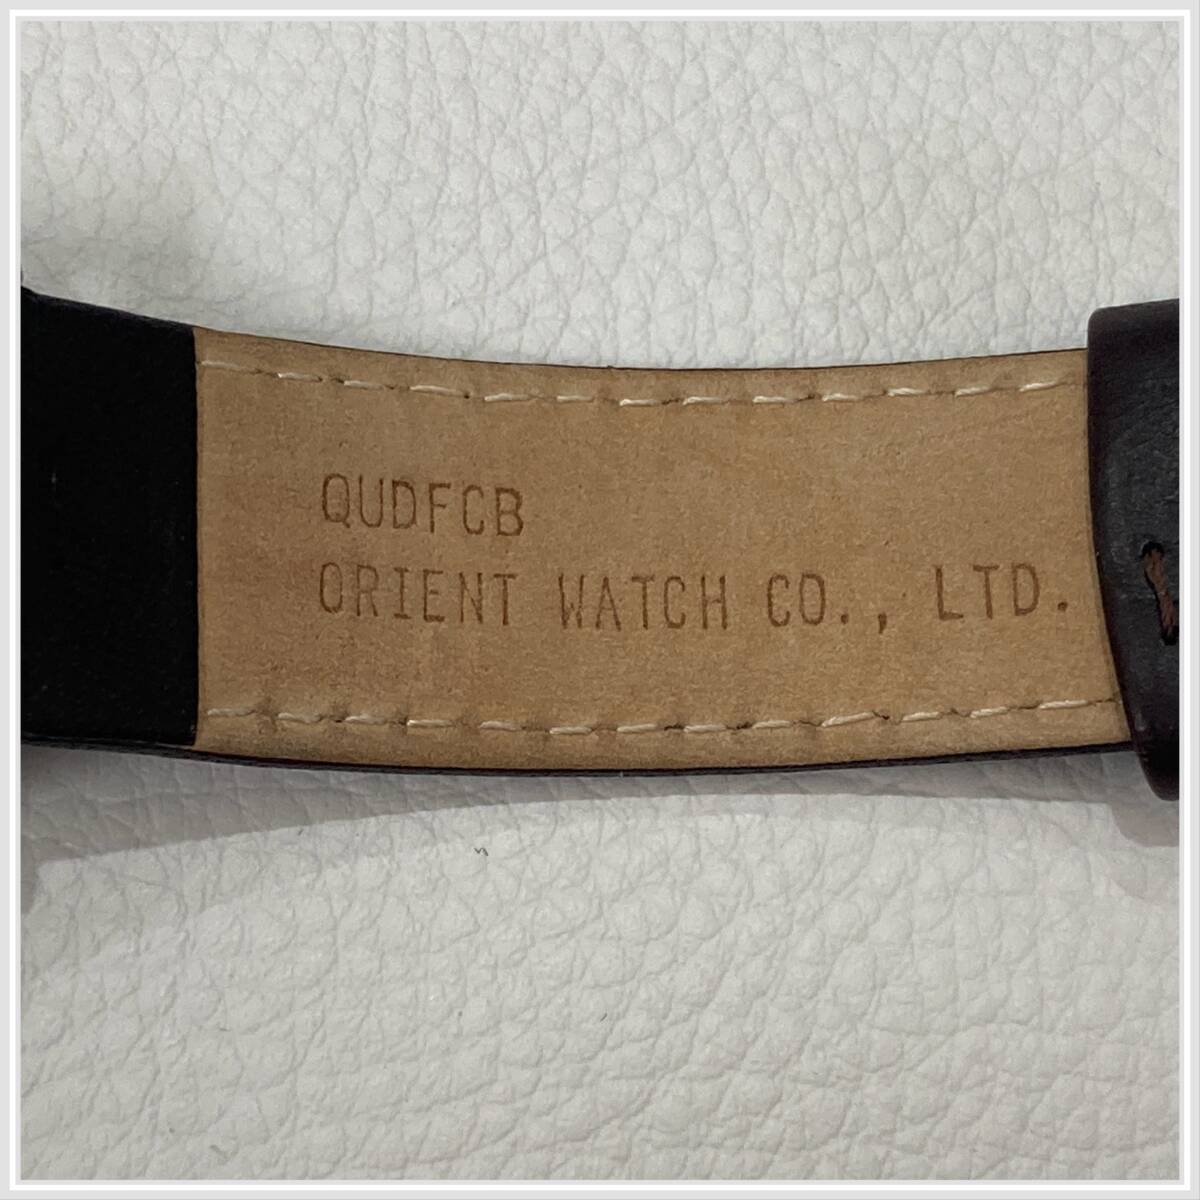 QUDFCB
ORIENT WATCH CO., LTD.